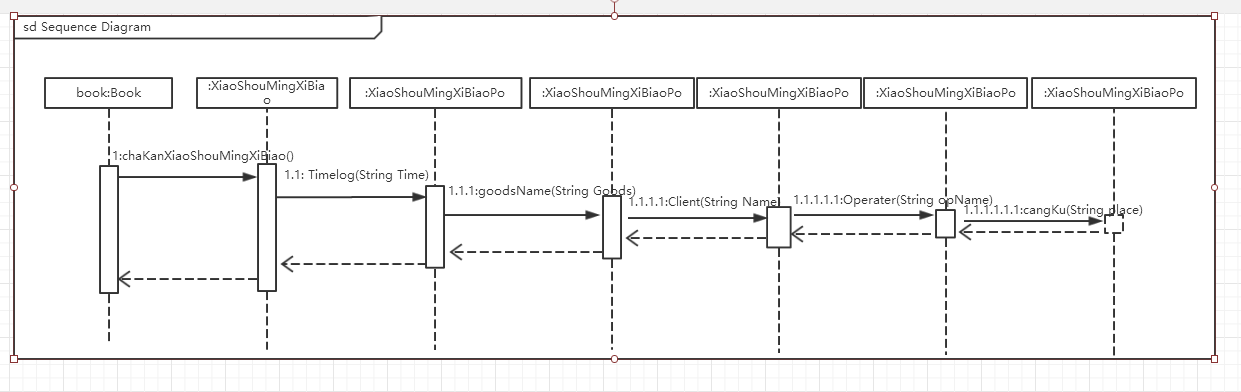 sd Sequence Diagram
book:Book
:XiaoShouMingXiBia
o
:XiaoShouMingXiBiaoPo
:XiaoShouMingXiBiaoPo
:XiaoShouMingXiBiaoPo
:XiaoShouMingXiBiaoPo
:XiaoShouMingXiBiaoPo
1:chaKanXiaoShouMingXiBiao()
1.1: Timelog(String Time)
1.1.1:goodsName(String Goods)
1.1.1.1:Client(String Name)
1.1.1.1.1:Operater(String opName)
1.1.1.1.1.1:cangKu(String place)